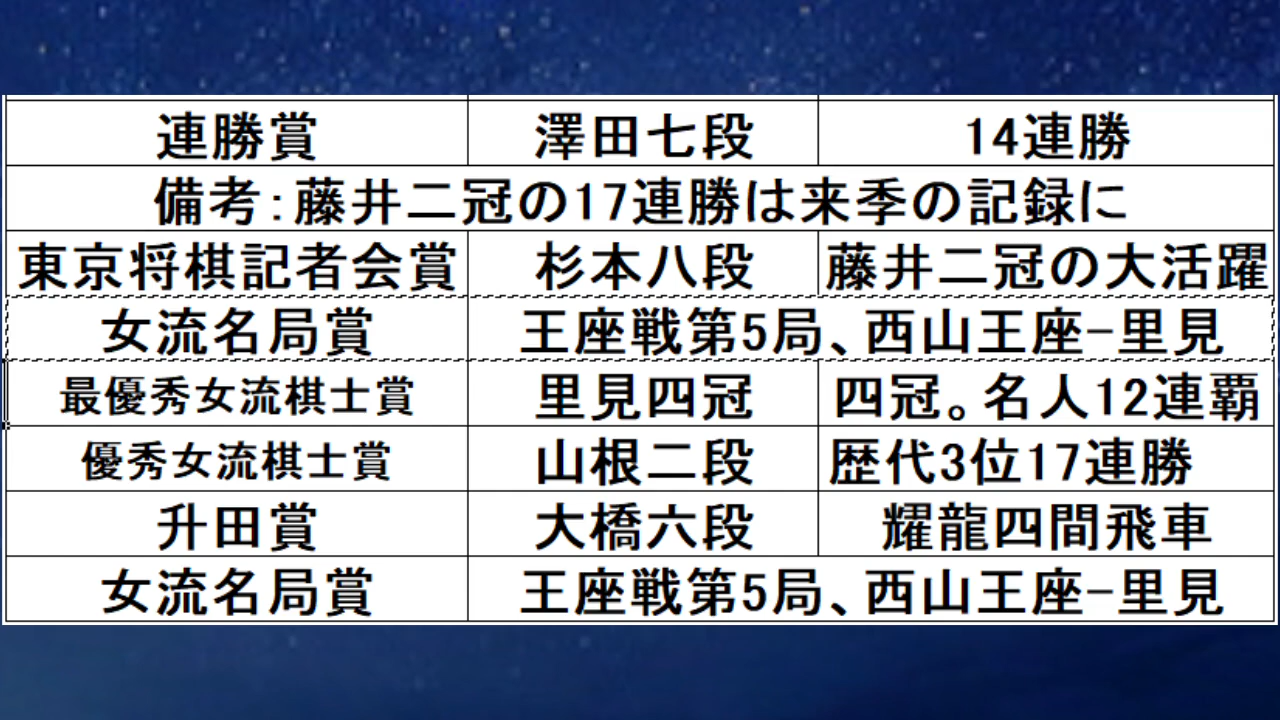 連勝賞 澤田七段 14連勝
備考:藤井二冠の17連勝は来季の記録に
東京将棋記者会賞 杉本八段 藤井二冠の大活躍
女流名局賞 王座戦第5局、西山王座−里見
最優秀女流棋士賞 里見四冠 四冠。名人12連覇
優秀女流棋士賞 山根二段 歴代3位17連勝
升田賞 大橋六段 耀龍四間飛車
女流名局賞 王座戦第5局、西山王座−里見